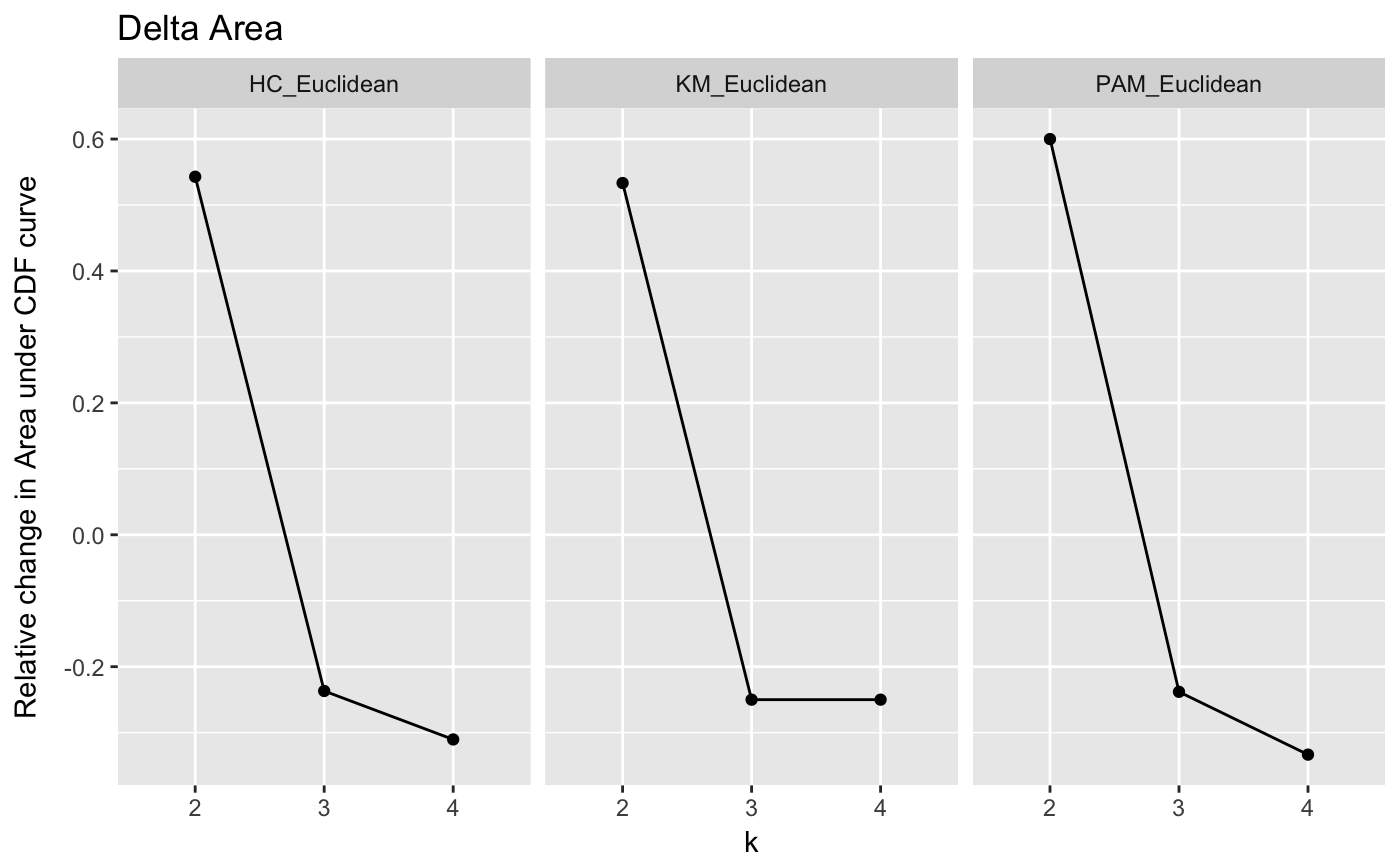 Delta Area
HC_Euclidean
KM_Euclidean
PAM_Euclidean
Relative change in Area under CDF curve
0.6
0.4
0.2
0.0
-0.2
2 3 4
2 3 4
2 3 4
k